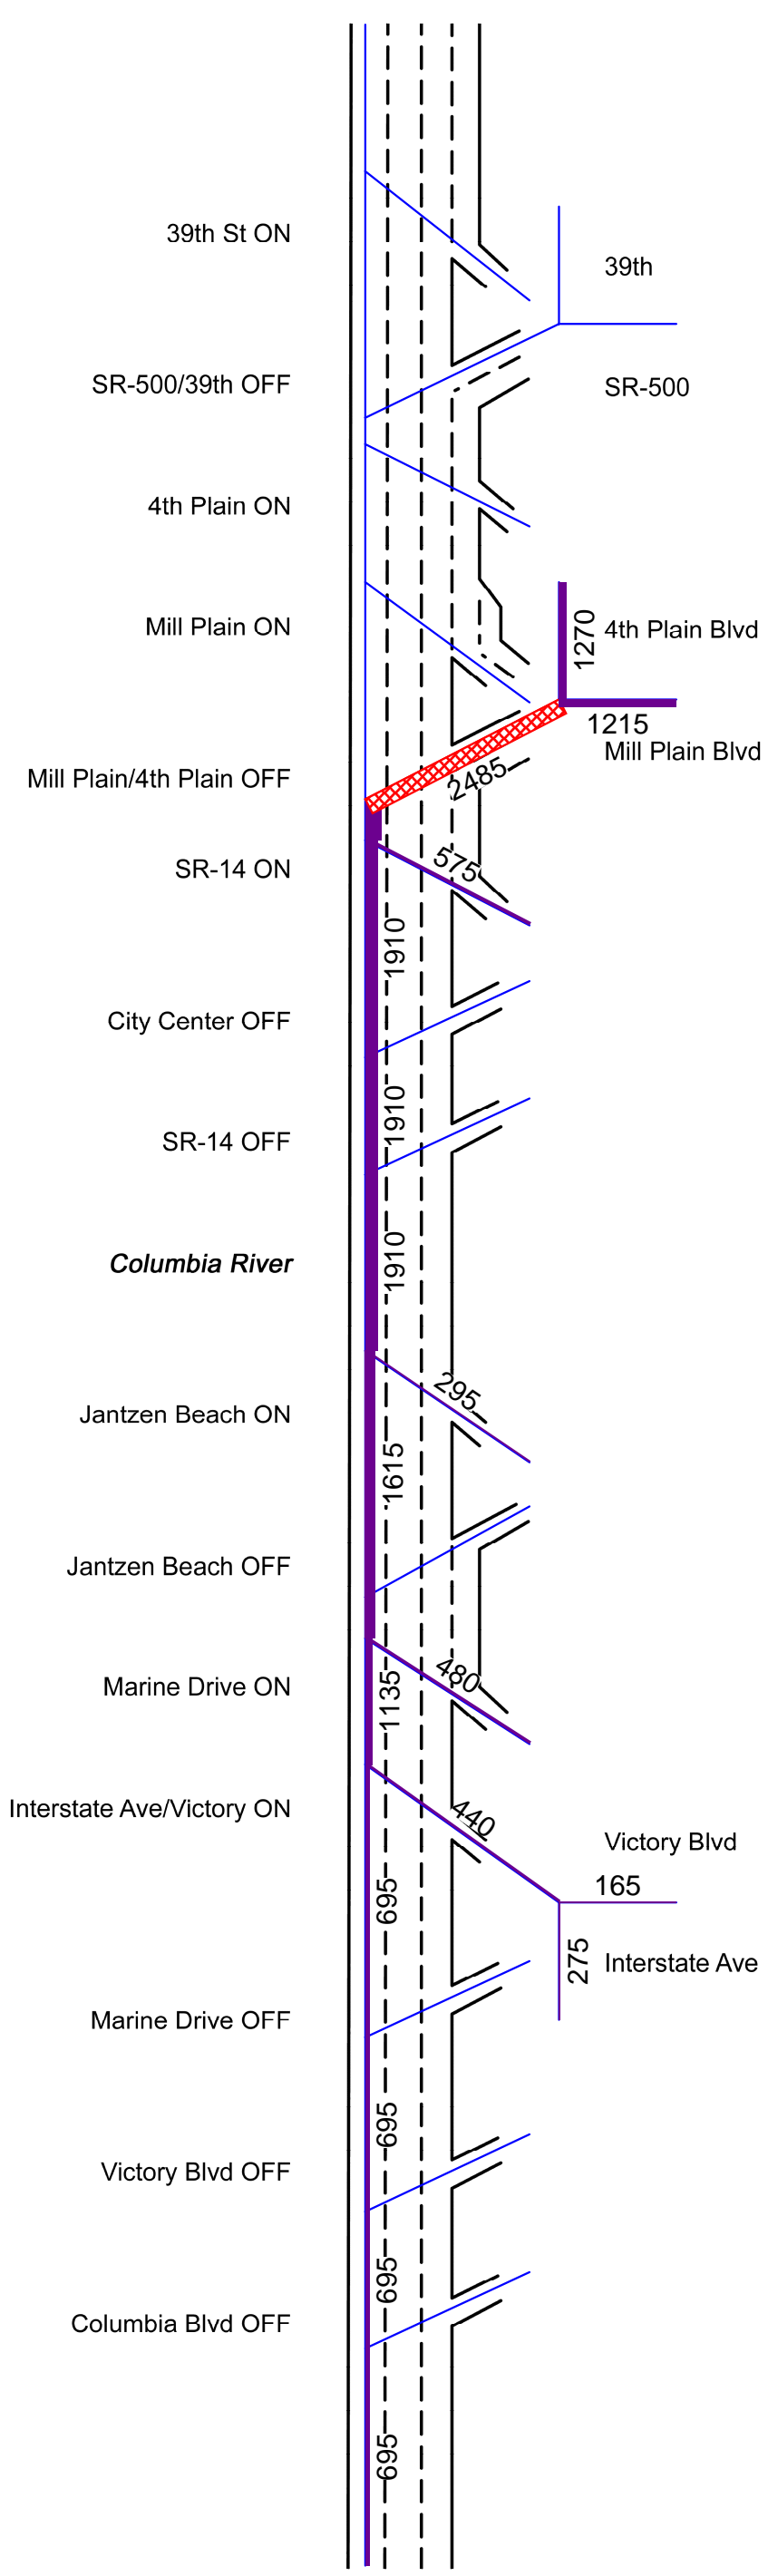 39th St ON
39th
SR-500/39th OFF
SR-500
4th Plain ON
Mill Plain ON
1270
4th Plain Blvd
1215
Mill Plain Blvd
Mill Plain/4th Plain OFF
2485
SR-14 ON
575
1910
City Center OFF
1910
SR-14 OFF
Columbia River
1910
Jantzen Beach ON
295
1615
Jantzen Beach OFF
Marine Drive ON
480
1135
Interstate Ave/Victory ON
440
Victory Blvd
165
695
275
Interstate Ave
Marine Drive OFF
695
Victory Blvd OFF
695
Columbia Blvd OFF
695